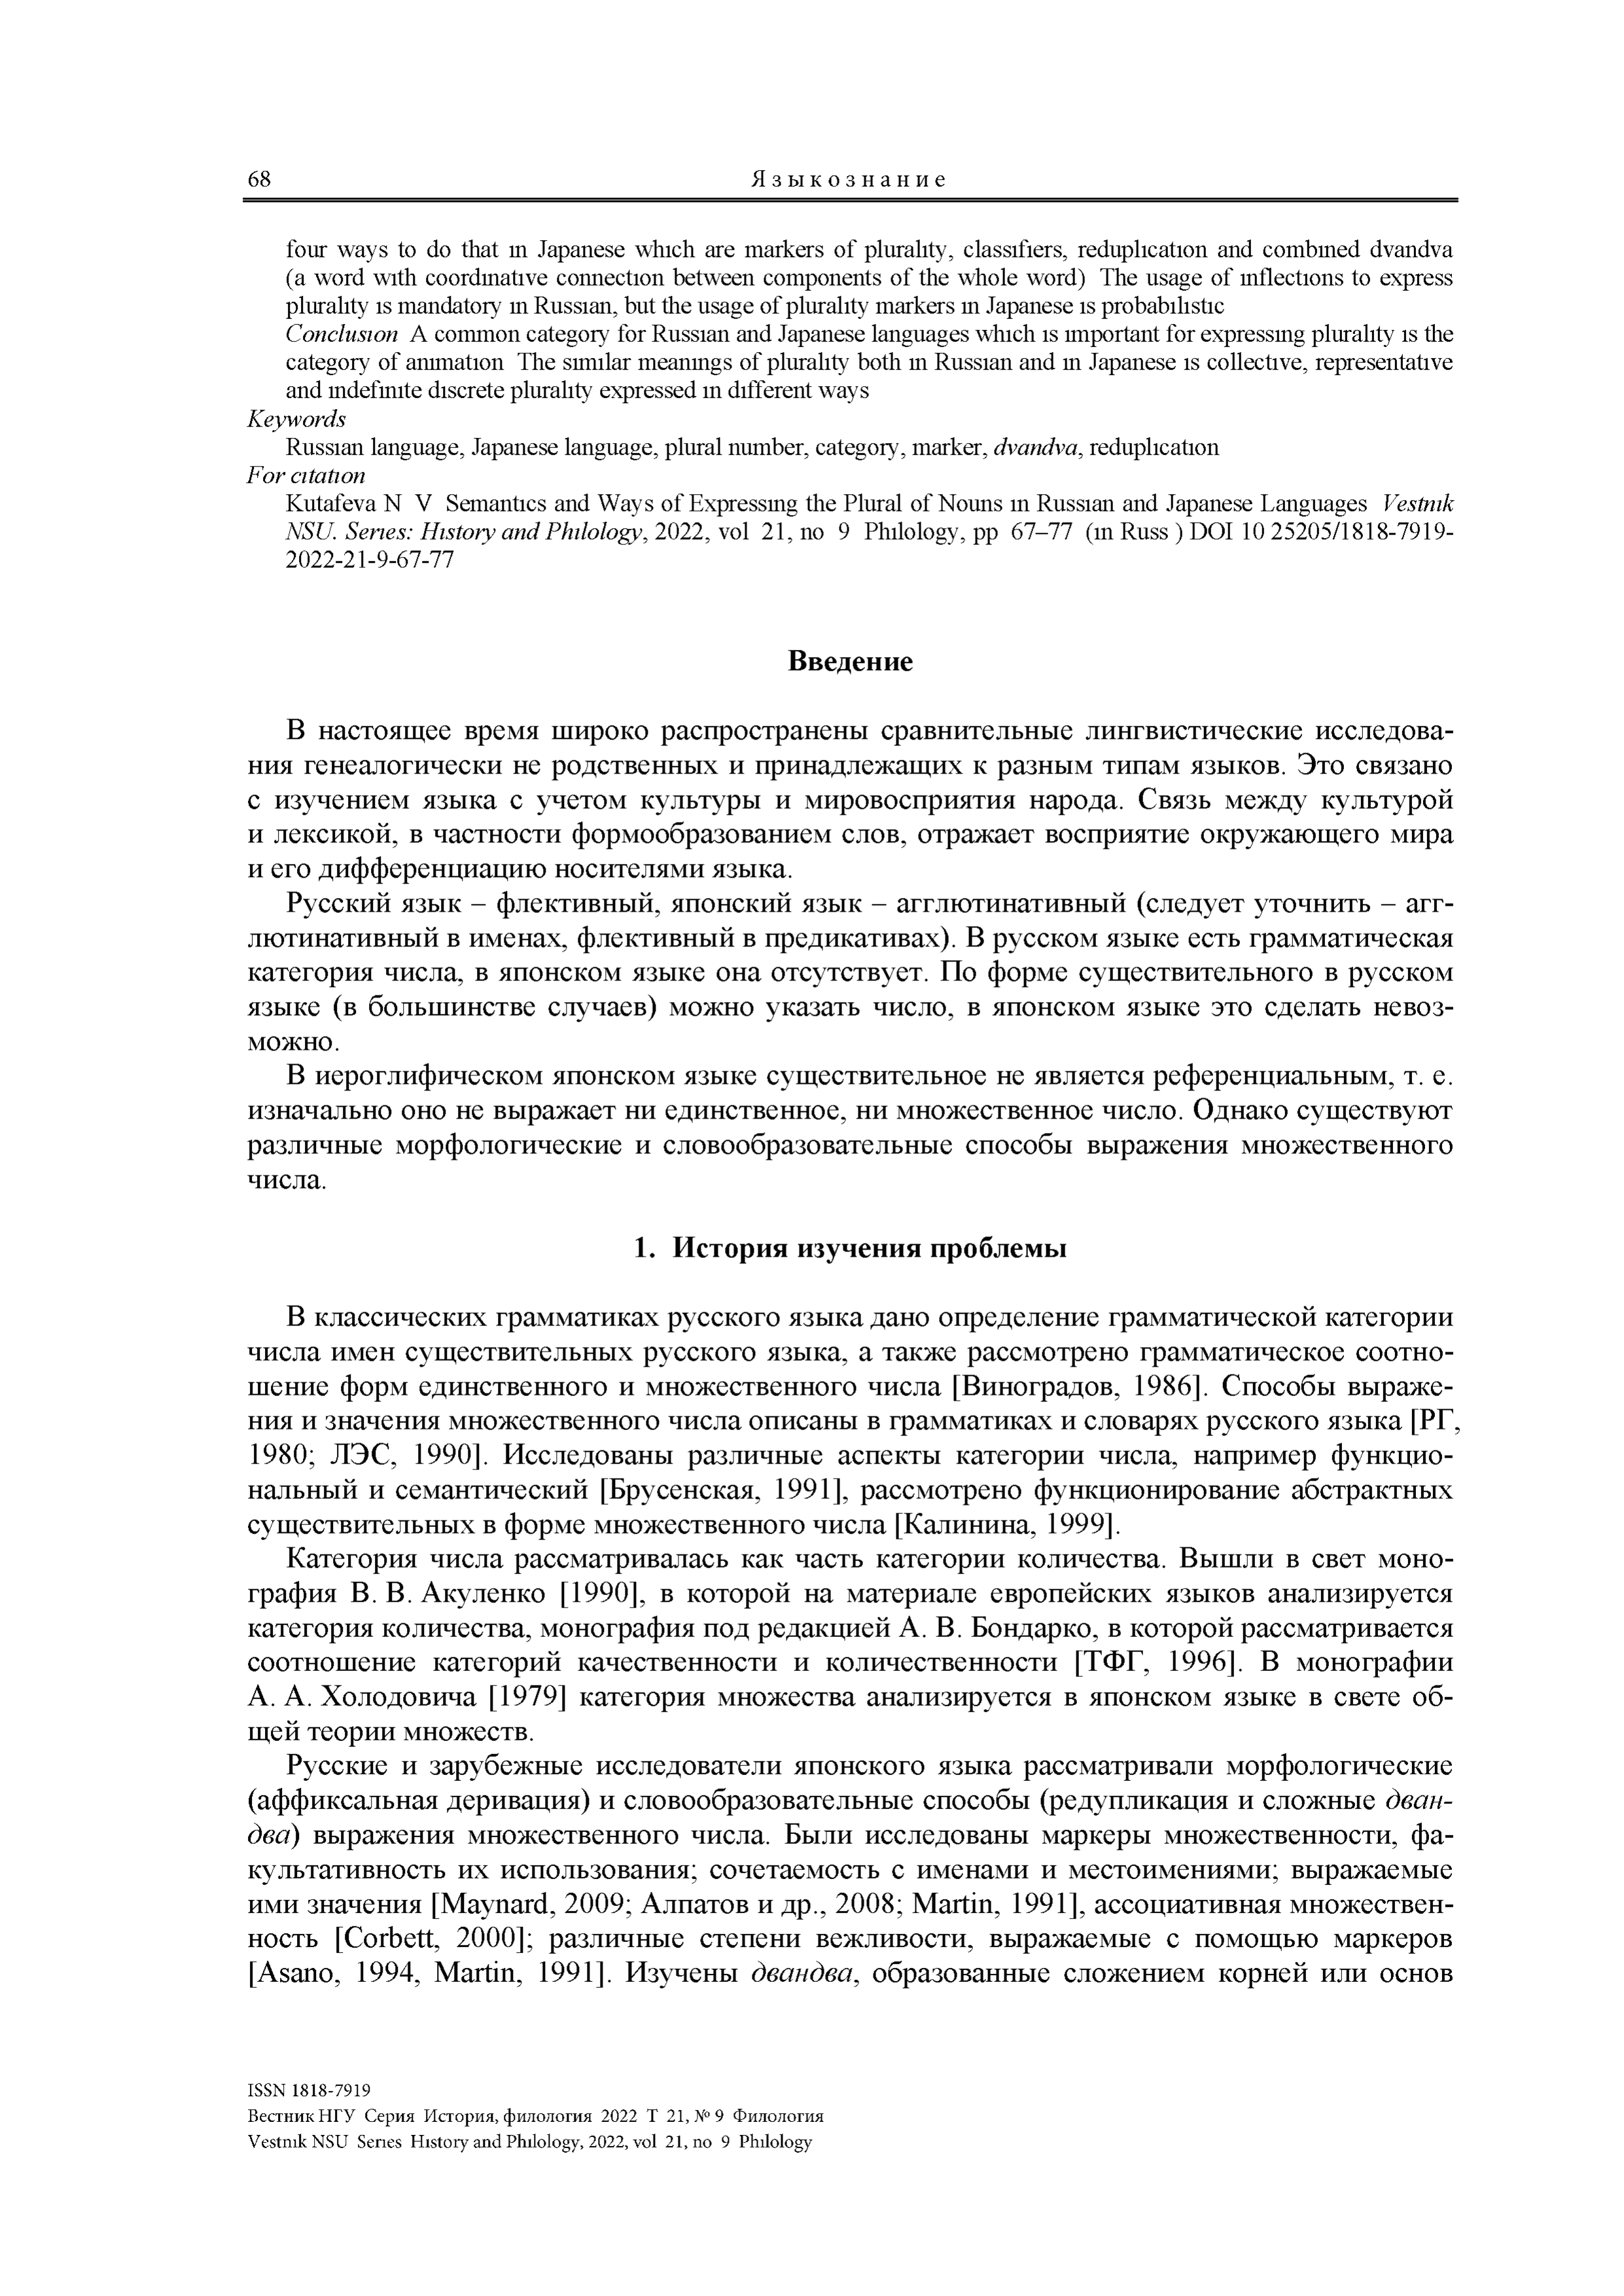 68
Языкознание
four ways to do that in Japanese which are markers of plurality, classifiers, reduplication and combined dvandva
(a word with coordinative connection between components of the whole word) The usage of inflections to express
plurality is mandatory in Russian, but the usage of plurality markers in Japanese is probabilistic
Conclusion A common category for Russian and Japanese languages which is important for expressing plurality is the
category of animation The similar meanings of plurality both in Russian and in Japanese is collective, representative
and indefinite discrete plurality expressed in different ways
Keywords
Russian language, Japanese language, plural number, category, marker, dvandva, reduplication
For citation
Kutafeva N V Semantics and Ways of Expressing the Plural of Nouns in Russian and Japanese Languages Vestnik
NSU. Series: History and Philology, 2022, vol 21, no 9 Philology, pp 67–77 (in Russ ) DOI 10 25205/1818-7919-
2022-21-9-67-77
Введение
В настоящее время широко распространены сравнительные лингвистические исследова-
ния генеалогически не родственных и принадлежащих к разным типам языков. Это связано
с изучением языка с учетом культуры и мировосприятия народа. Связь между культурой
и лексикой, в частности формообразованием слов, отражает восприятие окружающего мира
и его дифференциацию носителями языка.
Русский язык – флективный, японский язык – агглютинативный (следует уточнить – агг-
лютинативный в именах, флективный в предикативах). В русском языке есть грамматическая
категория числа, в японском языке она отсутствует. По форме существительного в русском
языке (в большинстве случаев) можно указать число, в японском языке это сделать невоз-
можно.
В иероглифическом японском языке существительное не является референциальным, т. е.
изначально оно не выражает ни единственное, ни множественное число. Однако существуют
различные морфологические и словообразовательные способы выражения множественного
числа.
1. История изучения проблемы
В классических грамматиках русского языка дано определение грамматической категории
числа имен существительных русского языка, а также рассмотрено грамматическое соотно-
шение форм единственного и множественного числа [Виноградов, 1986]. Способы выраже-
ния и значения множественного числа описаны в грамматиках и словарях русского языка [РГ,
1980; ЛЭС, 1990]. Исследованы различные аспекты категории числа, например функцио-
нальный и семантический [Брусенская, 1991], рассмотрено функционирование абстрактных
существительных в форме множественного числа [Калинина, 1999].
Категория числа рассматривалась как часть категории количества. Вышли в свет моно-
графия В. В. Акуленко [1990], в которой на материале европейских языков анализируется
категория количества, монография под редакцией А. В. Бондарко, в которой рассматривается
соотношение категорий качественности и количественности [ТФГ, 1996]. В монографии
А. А. Холодовича [1979] категория множества анализируется в японском языке в свете об-
щей теории множеств.
Русские и зарубежные исследователи японского языка рассматривали морфологические
(аффиксальная деривация) и словообразовательные способы (редупликация и сложные дван-
два) выражения множественного числа. Были исследованы маркеры множественности, фа-
культативность их использования; сочетаемость с именами и местоимениями; выражаемые
ими значения [Maynard, 2009; Алпатов и др., 2008; Martin, 1991], ассоциативная множествен-
ность [Corbett, 2000]; различные степени вежливости, выражаемые с помощью маркеров
[Asano, 1994, Martin, 1991]. Изучены двандва, образованные сложением корней или основ
ISSN 1818-7919
Вестник НГУ Серия История, филология 2022 Т 21, № 9 Филология
Vestnik NSU Series History and Philology, 2022, vol 21, no 9 Philology